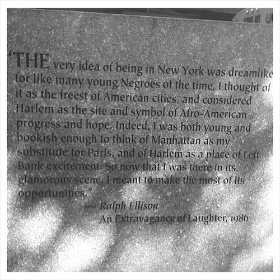 "THE very idea of being in New York was dreamlike
for like many young Negroes of the time, I thought of
it as the freest of American cities, and considered
Harlem as the site and symbol of Afro-American
progress and hope. Indeed, I was both young and
bookish enough to think of Manhattan as my
substitute for Paris, and of Harlem as a place of Left
Bank excitement. So now that I was there in its
glamorous scene, I meant to make the most of its
opportunities."
— Ralph Ellison
An Extravagance of Laughter, 1986